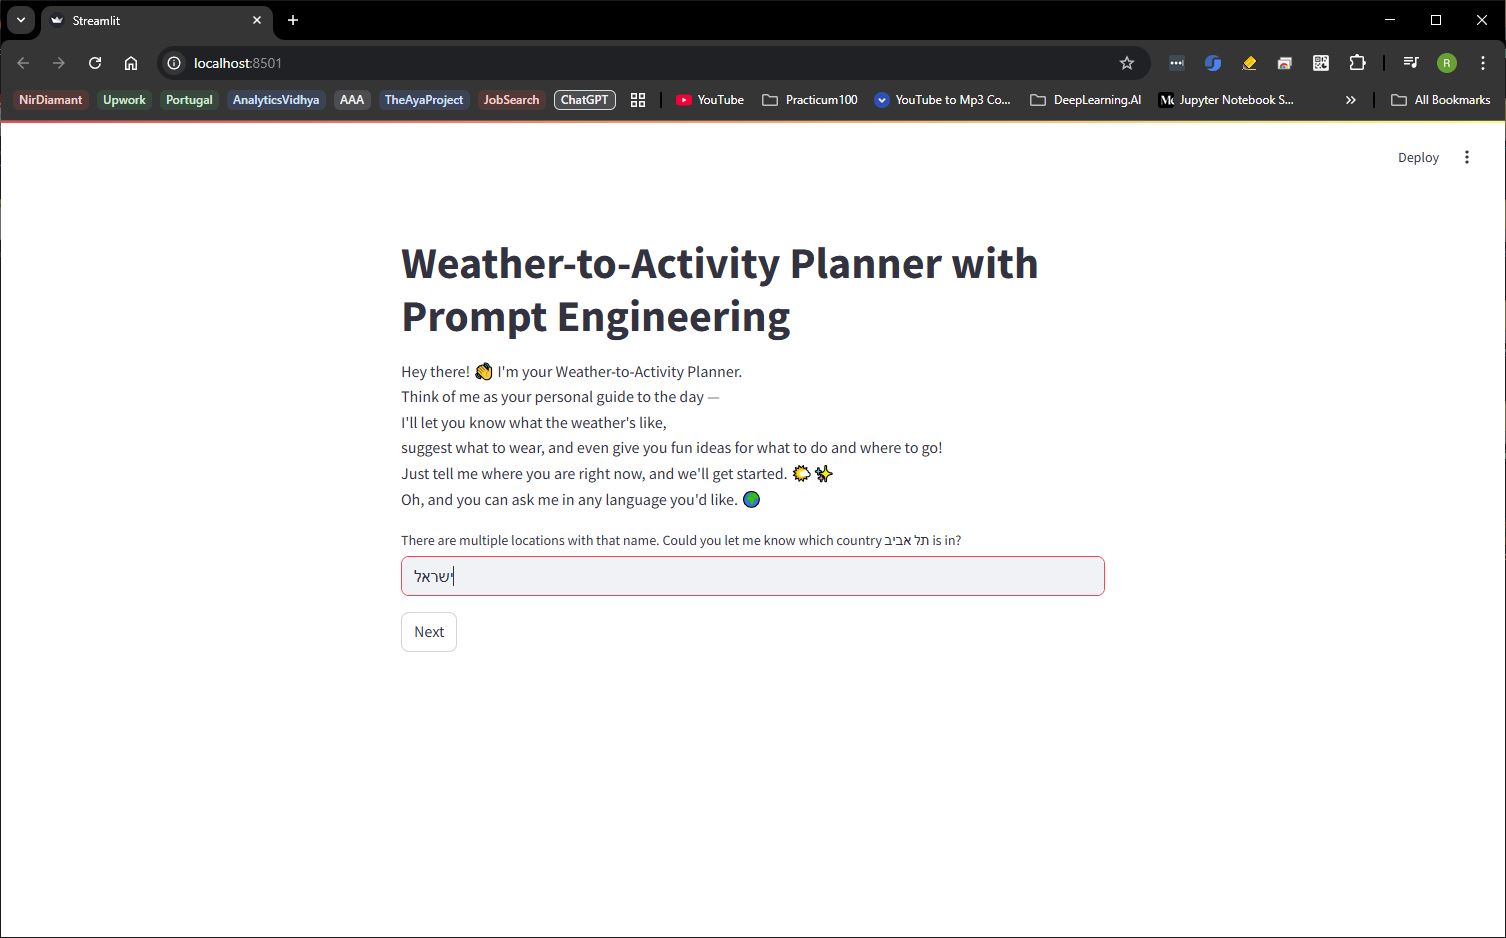 Streamlit
localhost:8501
NirDiamant Upwork Portugal AnalyticsVidhya AAA TheAyaProject JobSearch ChatGPT YouTube Practicum100 YouTube to Mp3 Co... DeepLearning.AI Jupyter Notebook S... All Bookmarks
Deploy
Weather-to-Activity Planner with
Prompt Engineering
Hey there! 👋 I'm your Weather-to-Activity Planner.
Think of me as your personal guide to the day —
I'll let you know what the weather's like,
suggest what to wear, and even give you fun ideas for what to do and where to go!
Just tell me where you are right now, and we'll get started. 🌤️ ✨
Oh, and you can ask me in any language you'd like. 🌍
There are multiple locations with that name. Could you let me know which country תל אביב is in?
ישראל
Next